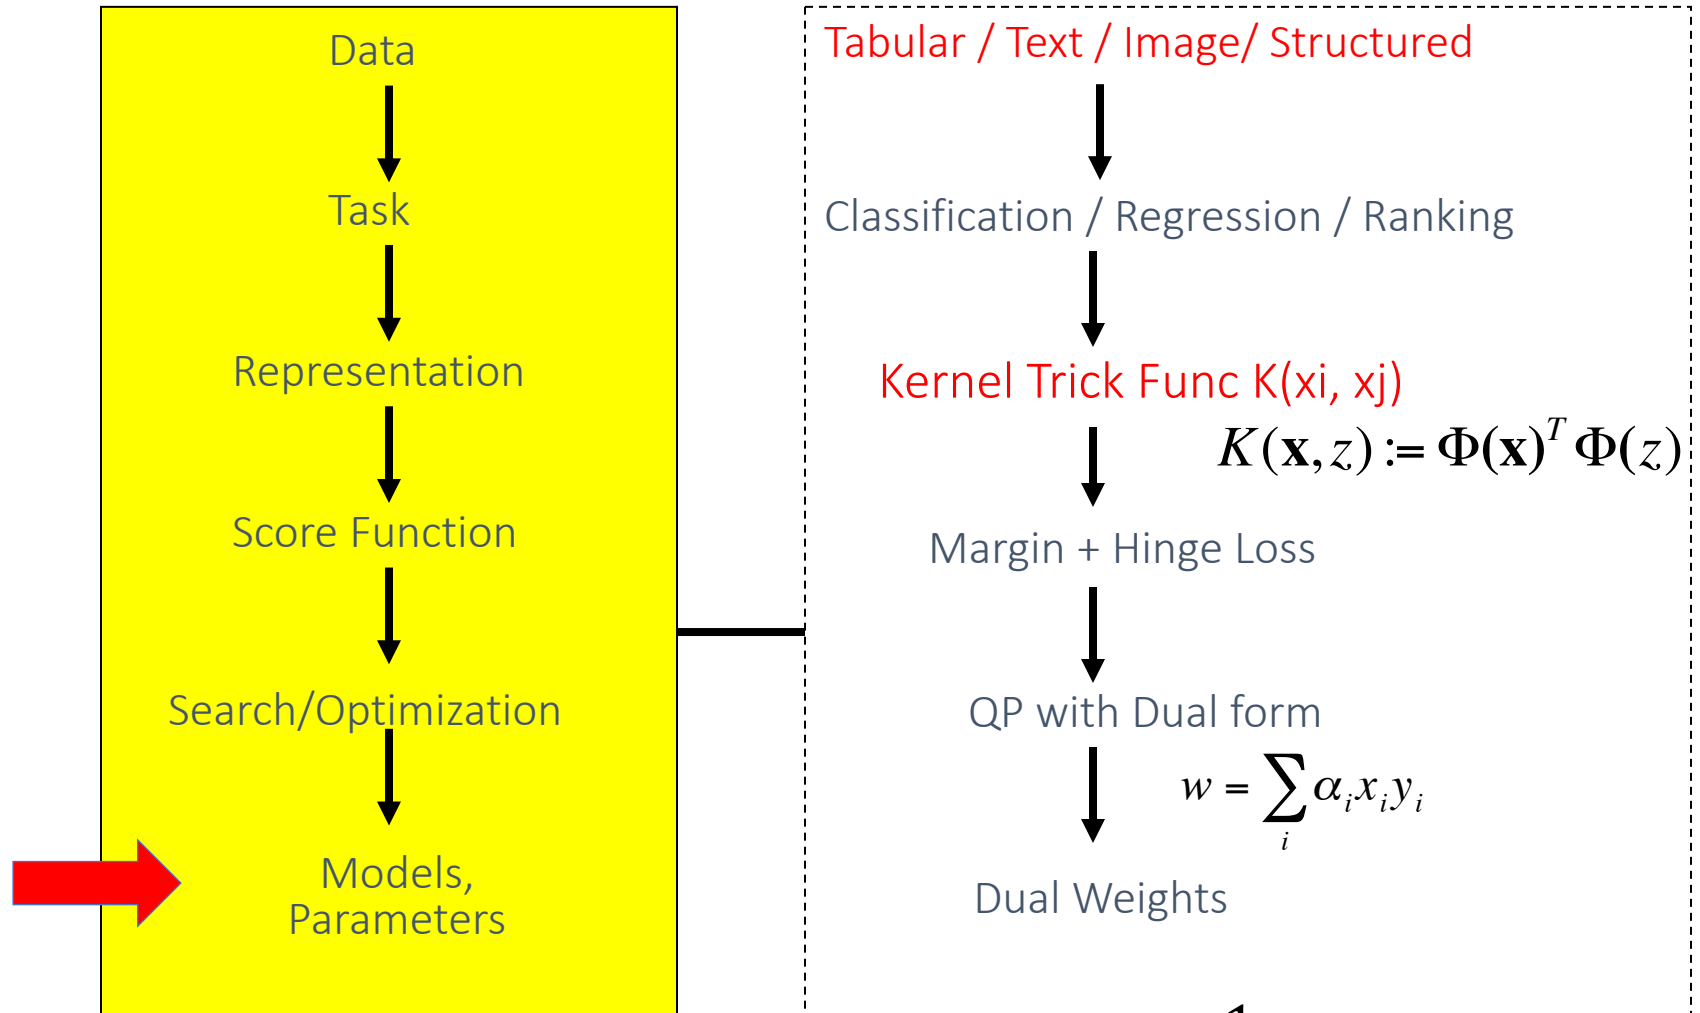 Data
Task
Representation
Score Function
Search/Optimization
Models,
Parameters
Tabular / Text / Image/ Structured
Classification / Regression / Ranking
Kernel Trick Func K(xi, xj)
K(x, z) := Φ(x)^T Φ(z)
Margin + Hinge Loss
QP with Dual form
w = ∑_i α_i x_i y_i
Dual Weights